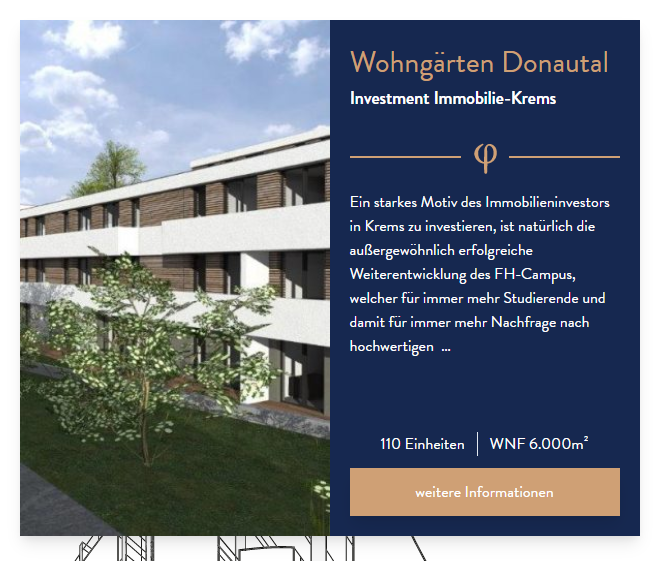 Wohngärten Donautal
Investment Immobilie-Krems
φ
Ein starkes Motiv des Immobilieninvestors
in Krems zu investieren, ist natürlich die
außergewöhnlich erfolgreiche
Weiterentwicklung des FH-Campus,
welcher für immer mehr Studierende und
damit für immer mehr Nachfrage nach
hochwertigen ...
110 Einheiten | WNF 6.000m²
weitere Informationen